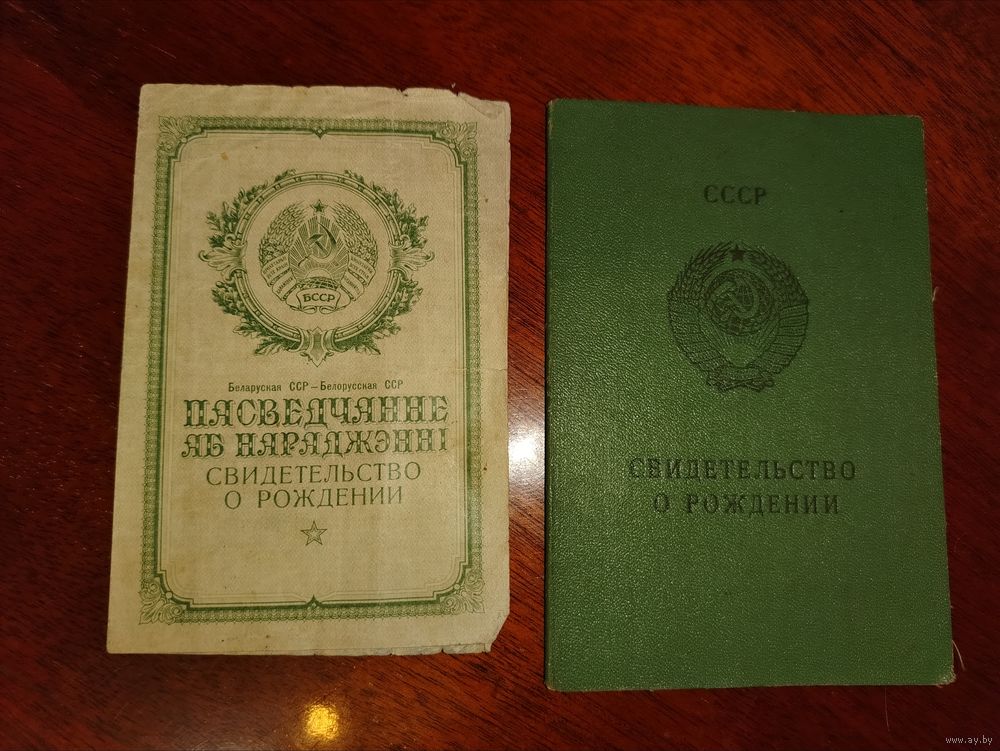 БССР
Беларуская ССР – Белорусская ССР
ПАСВЕДЧАННЕ
АБ НАРАДЖЭННІ
СВИДЕТЕЛЬСТВО
О РОЖДЕНИИ
СССР
СВИДЕТЕЛЬСТВО
О РОЖДЕНИИ
www.ay.by